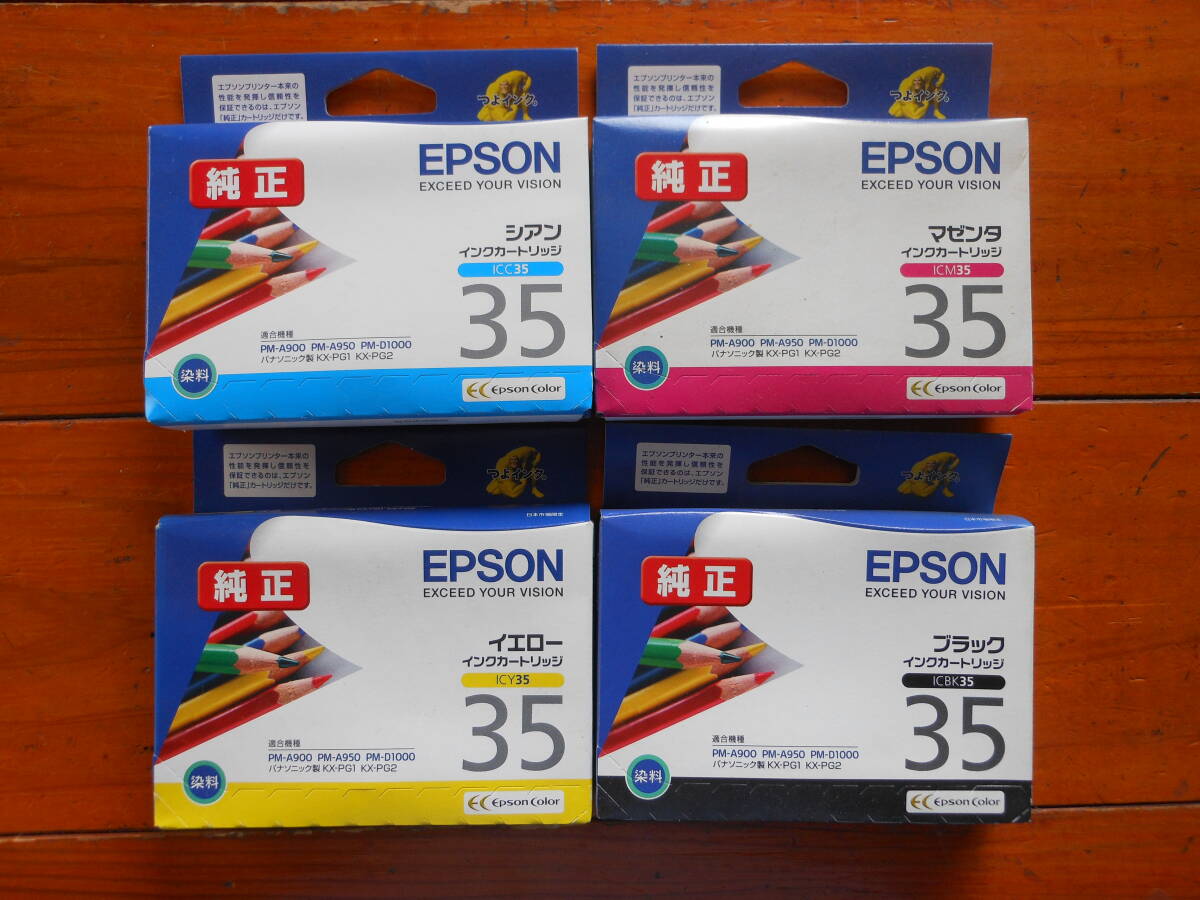 エプソンプリンター本来の
性能を発揮し信頼性を
保証できるのは、エプソン
「純正」カートリッジだけです。
つよインク。
純正
EPSON
EXCEED YOUR VISION
シアン
インクカートリッジ
ICC35
35
適合機種
PM-A900 PM-A950 PM-D1000
パナソニック製 KX-PG1 KX-PG2
染料
Epson Color
エプソンプリンター本来の
性能を発揮し信頼性を
保証できるのは、エプソン
「純正」カートリッジだけです。
つよインク。
純正
EPSON
EXCEED YOUR VISION
マゼンタ
インクカートリッジ
ICM35
35
適合機種
PM-A900 PM-A950 PM-D1000
パナソニック製 KX-PG1 KX-PG2
染料
Epson Color
エプソンプリンター本来の
性能を発揮し信頼性を
保証できるのは、エプソン
「純正」カートリッジだけです。
つよインク。
日本市場限定
純正
EPSON
EXCEED YOUR VISION
イエロー
インクカートリッジ
ICY35
35
適合機種
PM-A900 PM-A950 PM-D1000
パナソニック製 KX-PG1 KX-PG2
染料
Epson Color
エプソンプリンター本来の
性能を発揮し信頼性を
保証できるのは、エプソン
「純正」カートリッジだけです。
つよインク。
日本市場限定
純正
EPSON
EXCEED YOUR VISION
ブラック
インクカートリッジ
ICBK35
35
適合機種
PM-A900 PM-A950 PM-D1000
パナソニック製 KX-PG1 KX-PG2
染料
Epson Color